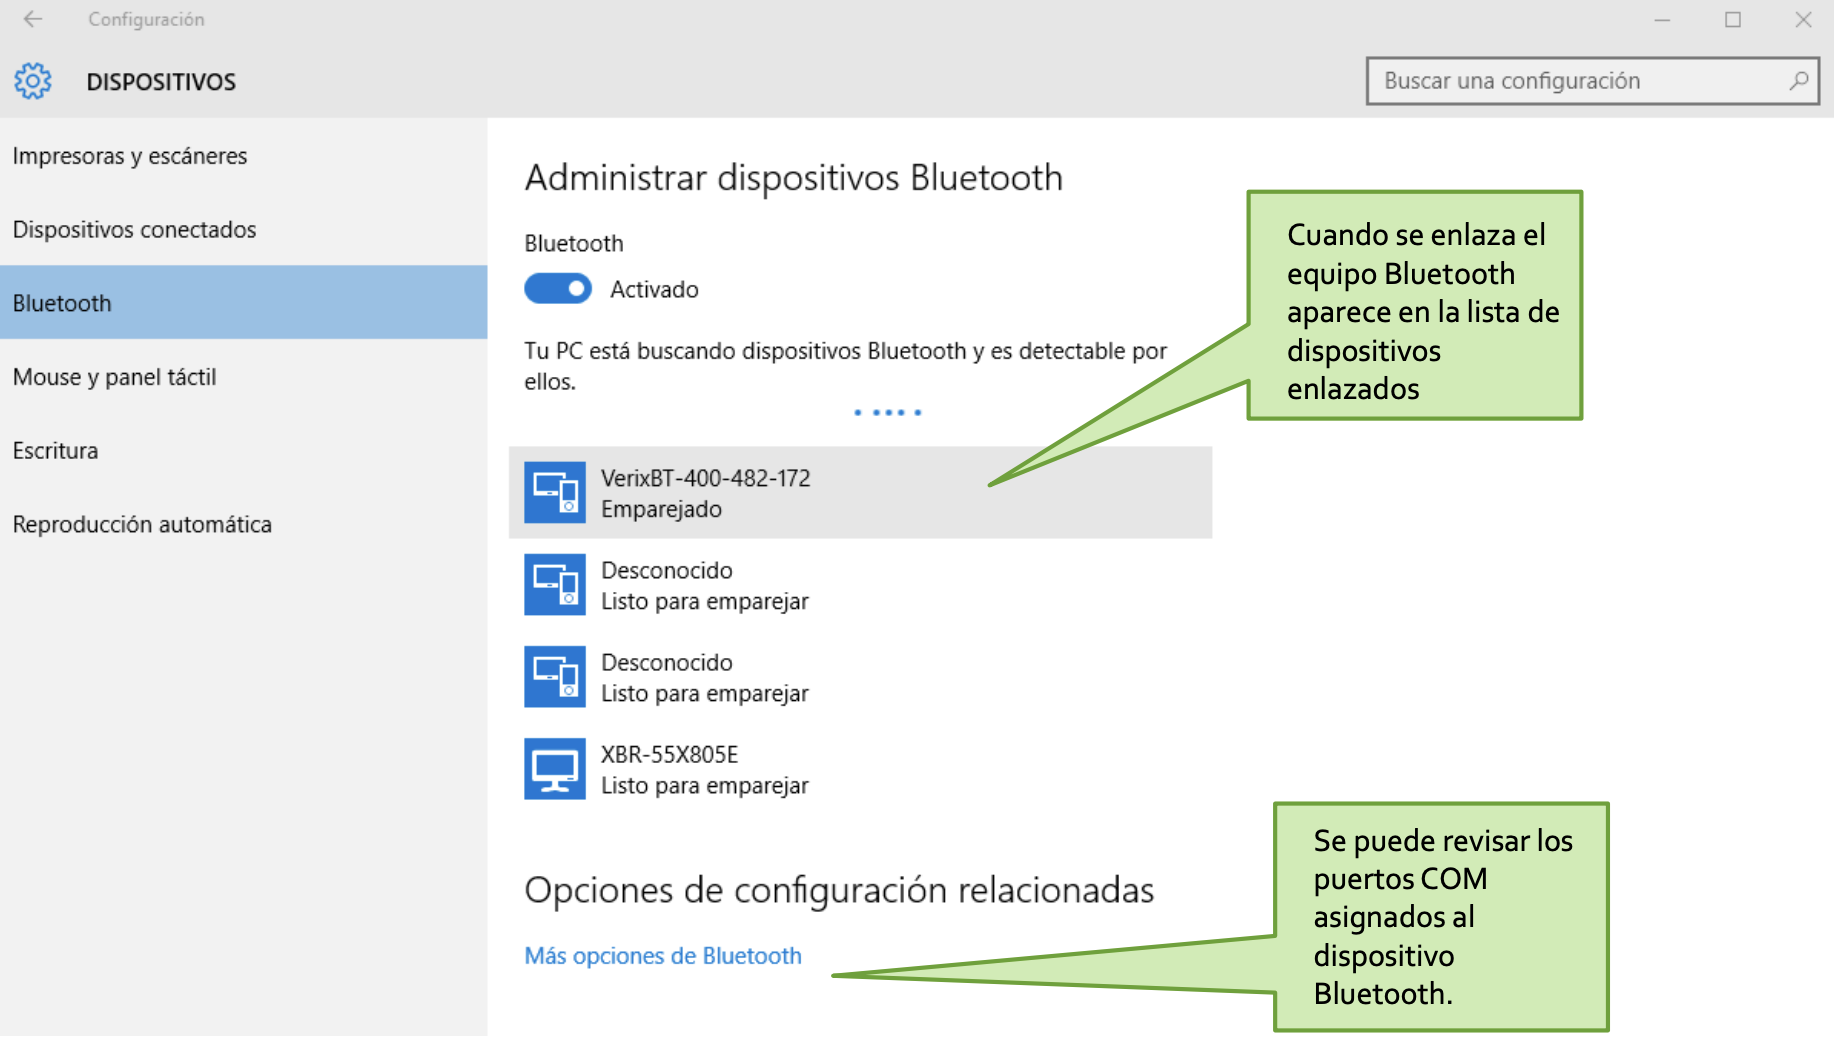 Configuración
DISPOSITIVOS
Buscar una configuración
Impresoras y escáneres
Dispositivos conectados
Bluetooth
Mouse y panel táctil
Escritura
Reproducción automática
Administrar dispositivos Bluetooth
Bluetooth
Activado
Tu PC está buscando dispositivos Bluetooth y es detectable por
ellos.
VerixBT-400-482-172
Emparejado
Desconocido
Listo para emparejar
Desconocido
Listo para emparejar
XBR-55X805E
Listo para emparejar
Opciones de configuración relacionadas
Más opciones de Bluetooth
Cuando se enlaza el
equipo Bluetooth
aparece en la lista de
dispositivos
enlazados
Se puede revisar los
puertos COM
asignados al
dispositivo
Bluetooth.